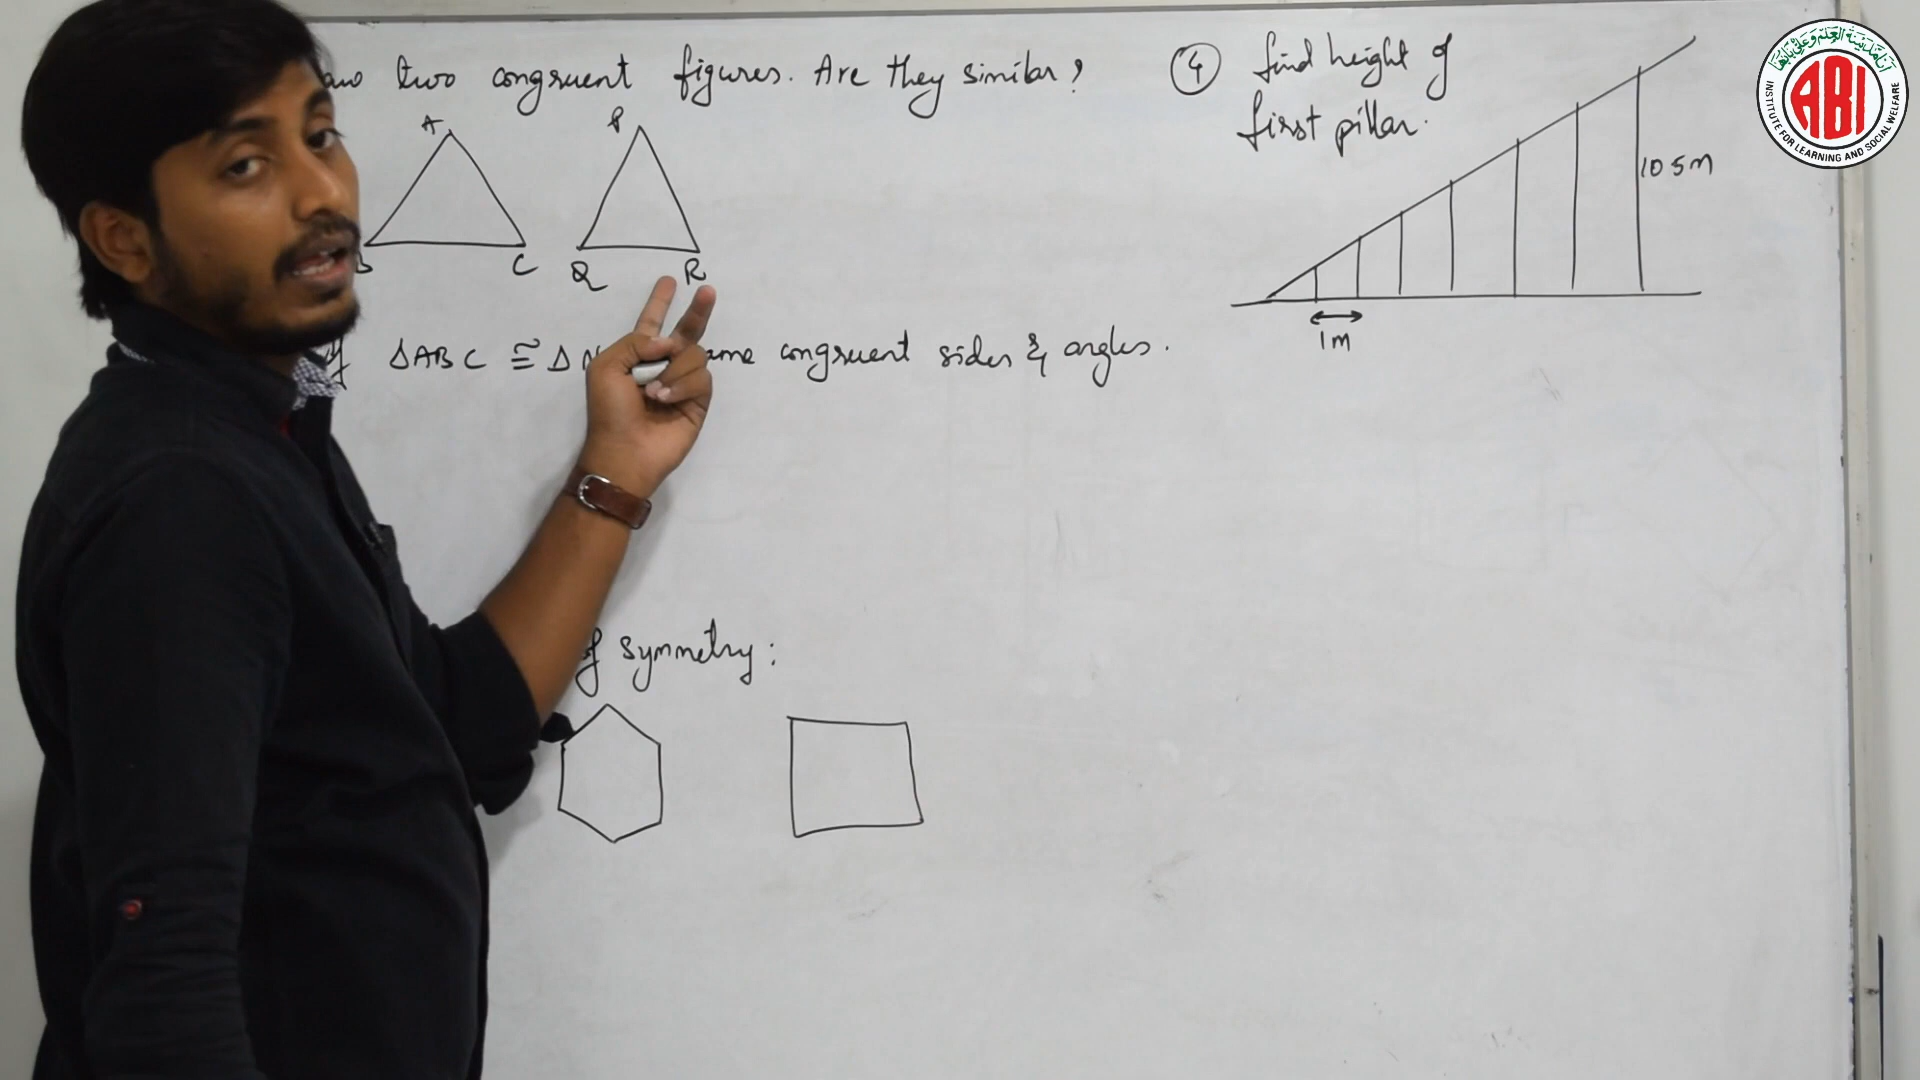 two congruent figures. Are they similar?
A
P
B
C
Q
R
ΔABC ≅ Δ
congruent sides & angles.
of symmetry:
④ find height of
first pillar.
10.5m
1m
ABI
INSTITUTE FOR LEARNING AND SOCIAL WELFARE